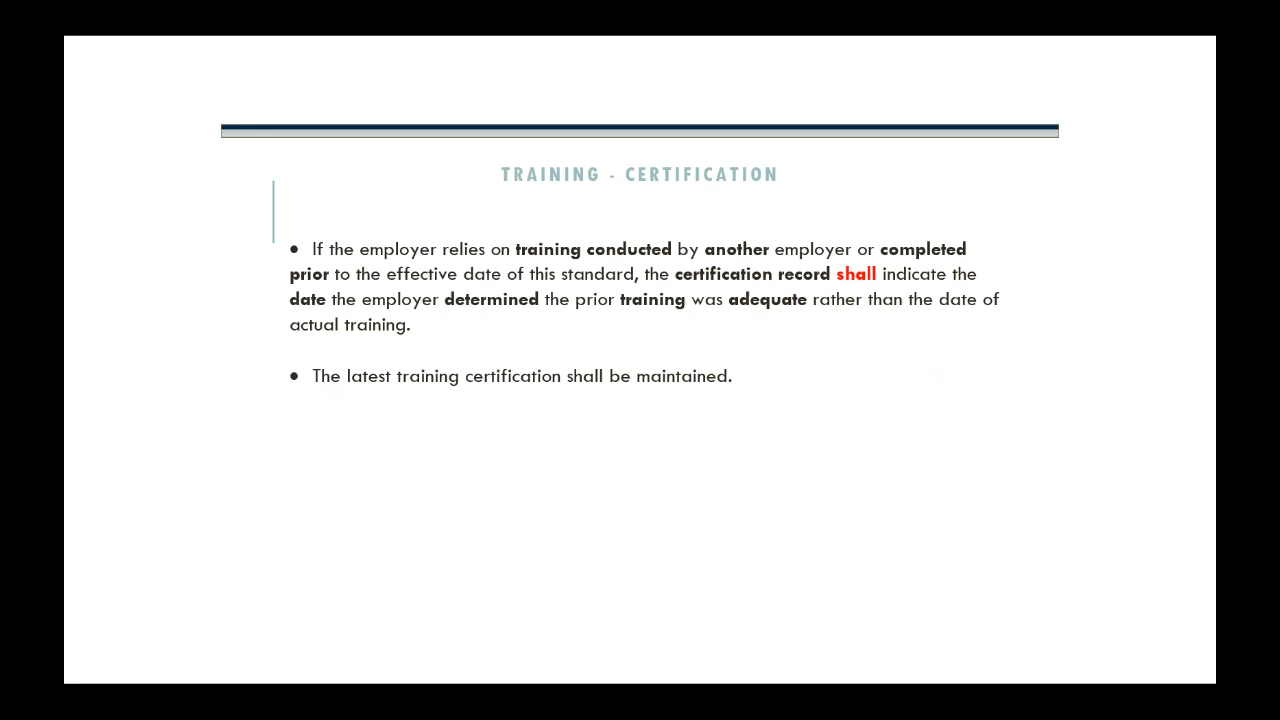 TRAINING - CERTIFICATION
• If the employer relies on training conducted by another employer or completed
prior to the effective date of this standard, the certification record shall indicate the
date the employer determined the prior training was adequate rather than the date of
actual training.
• The latest training certification shall be maintained.